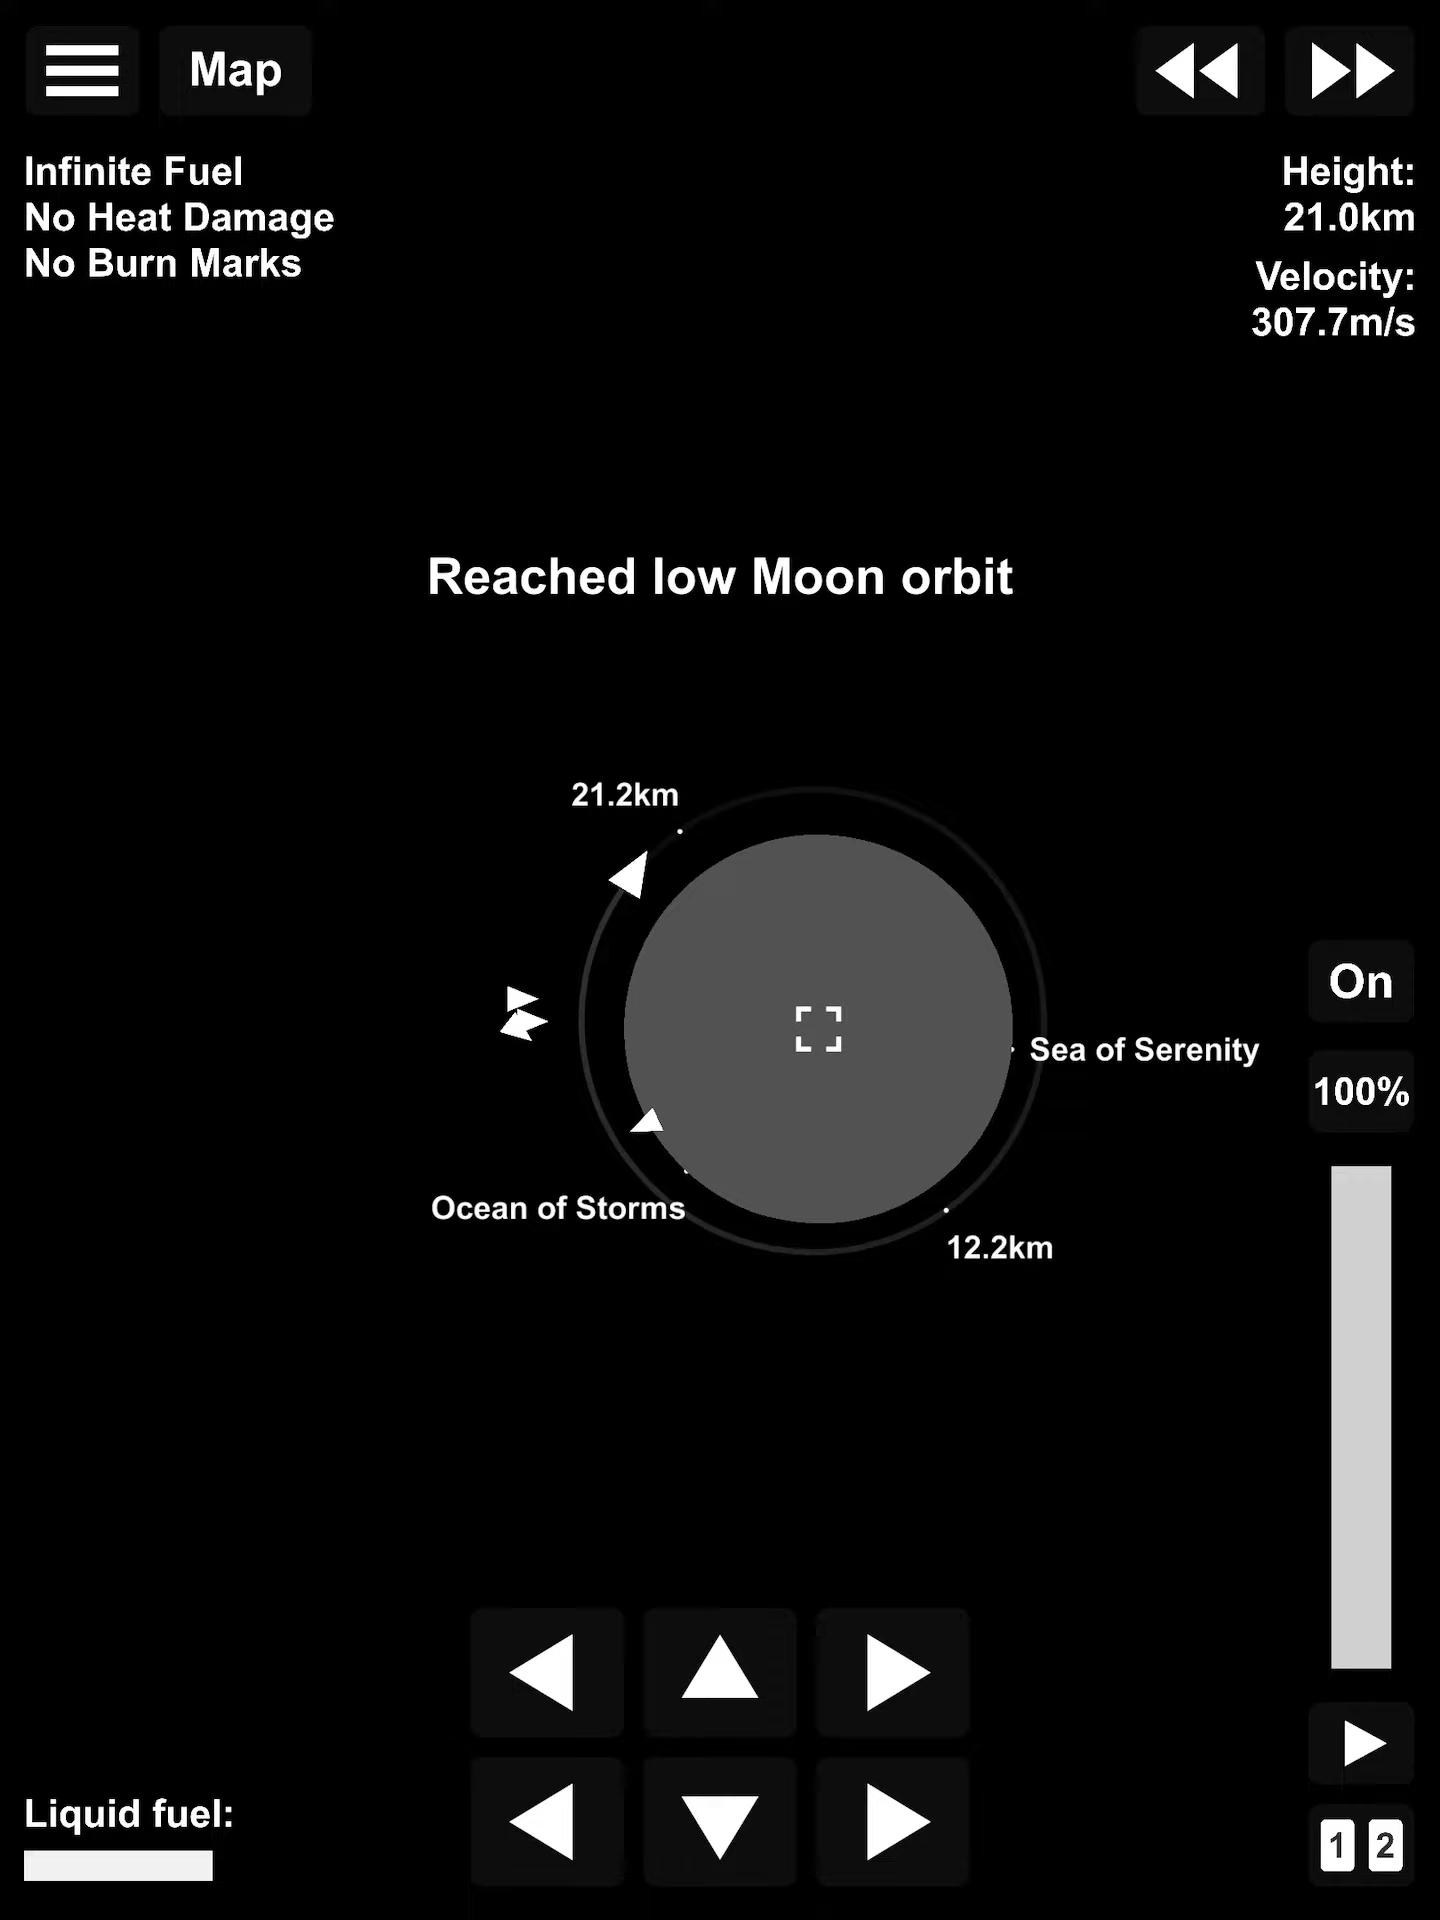 Map
Infinite Fuel
No Heat Damage
No Burn Marks
Height:
21.0km
Velocity:
307.7m/s
Reached low Moon orbit
21.2km
On
Sea of Serenity
100%
Ocean of Storms
12.2km
Liquid fuel:
1 2